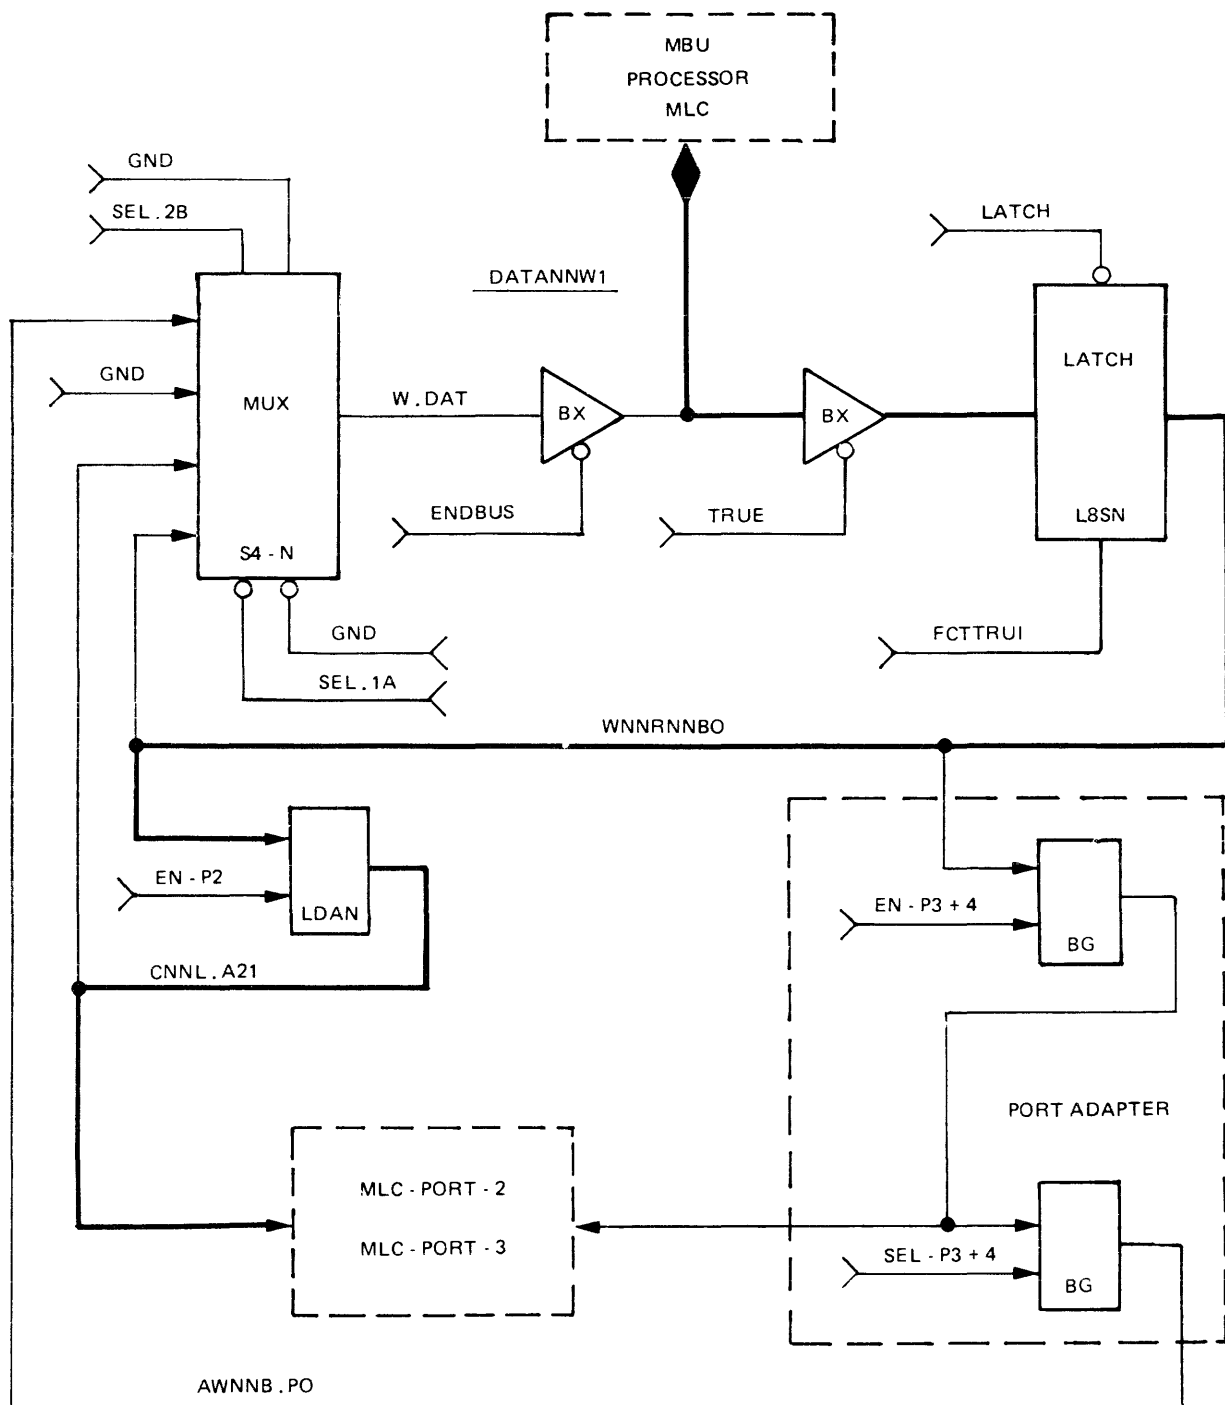 MBU
PROCESSOR
MLC
GND
SEL.2B
LATCH
DATANNW1
GND
MUX
W.DAT
BX
BX
LATCH
ENDBUS
TRUE
L8SN
S4-N
GND
FCTTRUI
SEL.1A
WNNRNNBO
EN-P2
LDAN
EN-P3+4
BG
CNNL.A21
PORT ADAPTER
MLC-PORT-2
MLC-PORT-3
SEL-P3+4
BG
AWNNB.PO